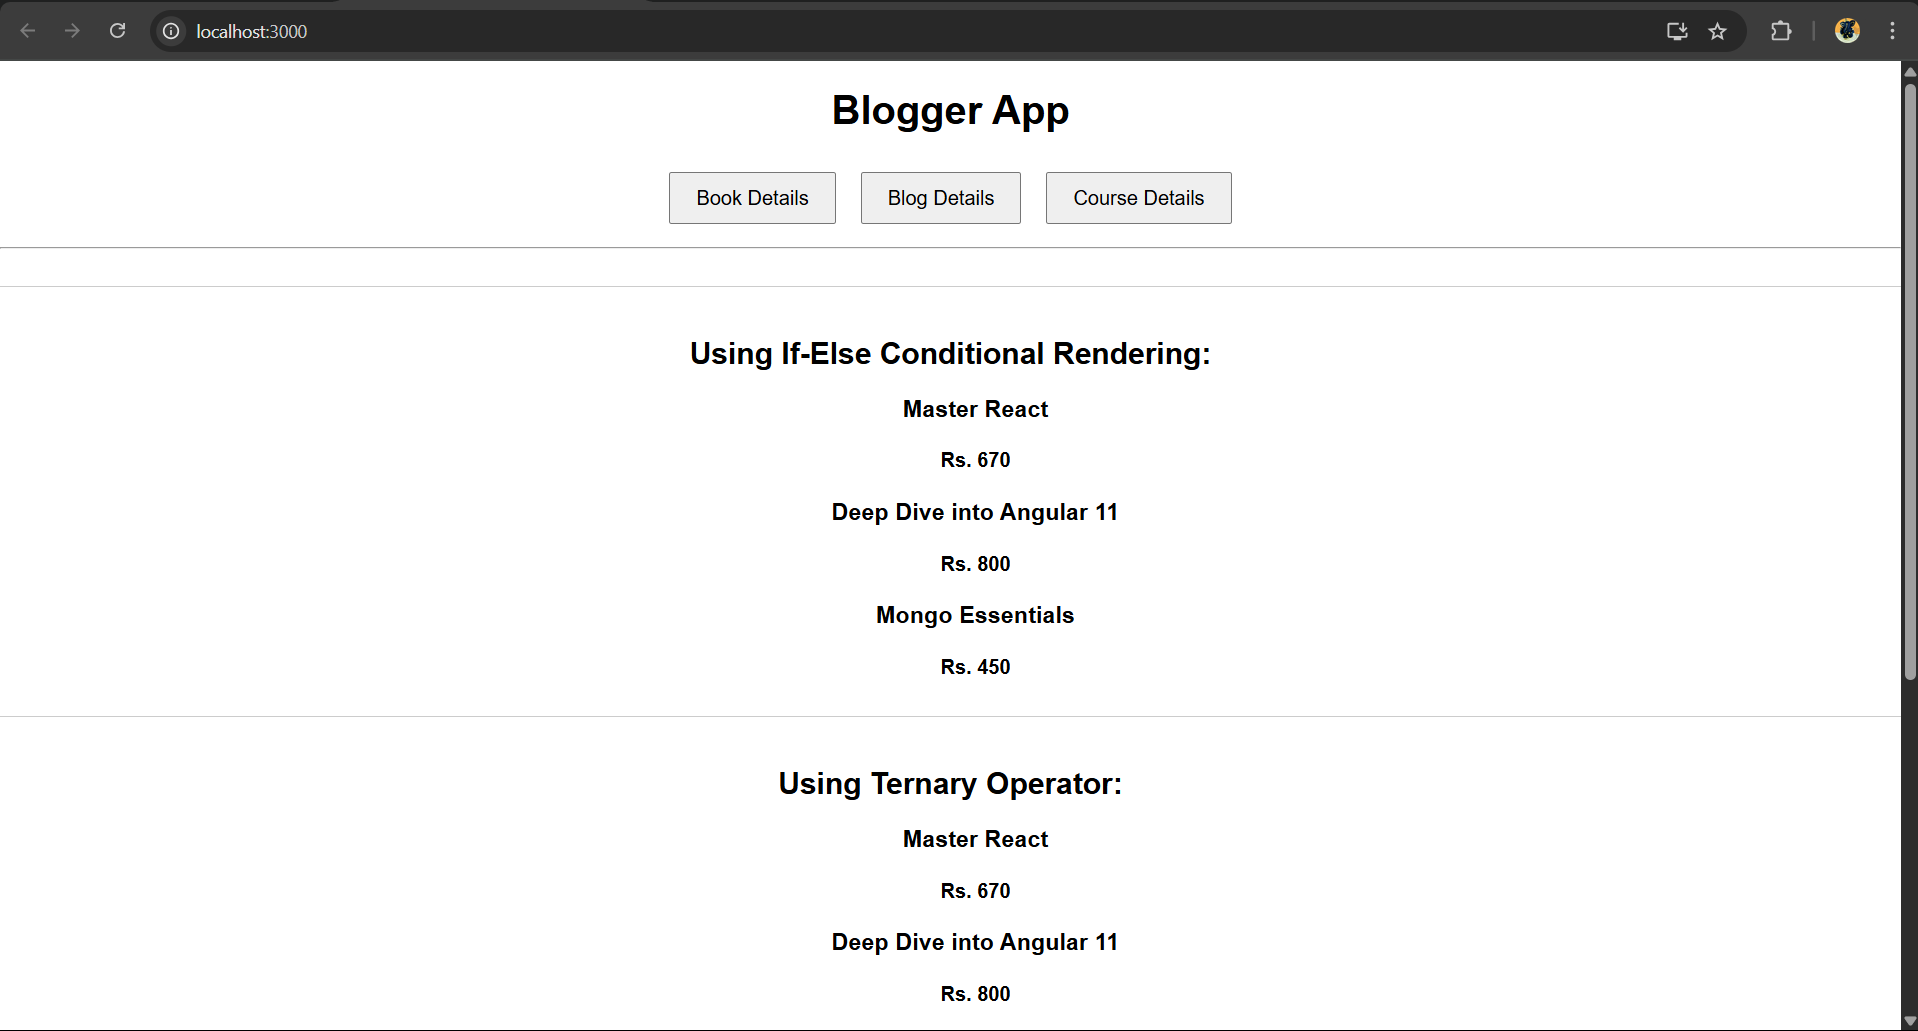 localhost:3000
Blogger App
Book Details
Blog Details
Course Details
Using If-Else Conditional Rendering:
Master React
Rs. 670
Deep Dive into Angular 11
Rs. 800
Mongo Essentials
Rs. 450
Using Ternary Operator:
Master React
Rs. 670
Deep Dive into Angular 11
Rs. 800